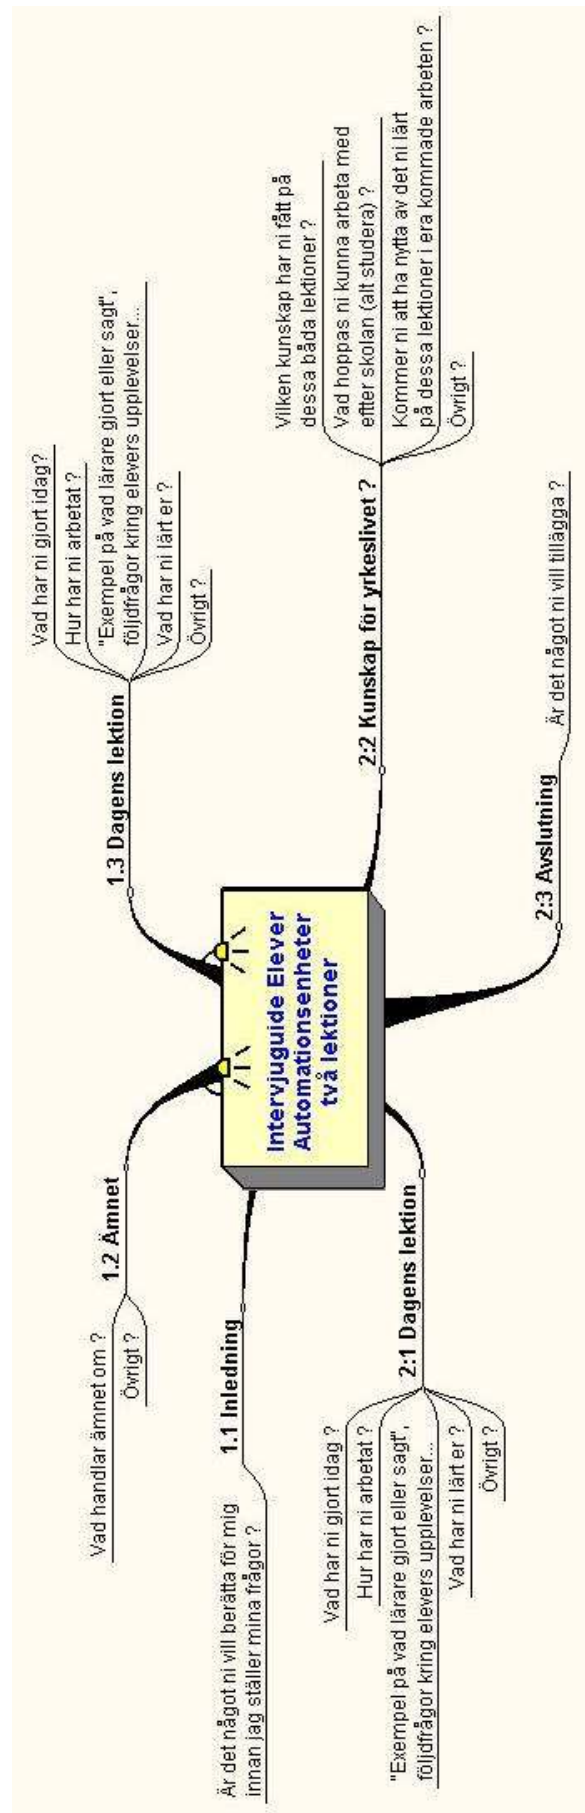 Intervjuguide Elever
Automationsenheter
två lektioner
1.1 Inledning
Är det något ni vill berätta för mig
innan jag ställer mina frågor ?
1.2 Ämnet
Vad handlar ämnet om ?
Övrigt ?
1.3 Dagens lektion
Vad har ni gjort idag?
Hur har ni arbetat ?
"Exempel på vad lärare gjort eller sagt",
följdfrågor kring elevers upplevelser...
Vad har ni lärt er ?
Övrigt ?
2:1 Dagens lektion
Vad har ni gjort idag ?
Hur har ni arbetat ?
"Exempel på vad lärare gjort eller sagt",
följdfrågor kring elevers upplevelser...
Vad har ni lärt er ?
Övrigt ?
2:2 Kunskap för yrkeslivet ?
Vilken kunskap har ni fått på
dessa båda lektioner ?
Vad hoppas ni kunna arbeta med
efter skolan (alt studera) ?
Kommer ni att ha nytta av det ni lärt
på dessa lektioner i era kommade arbeten ?
Övrigt ?
2:3 Avslutning
Är det något ni vill tillägga ?